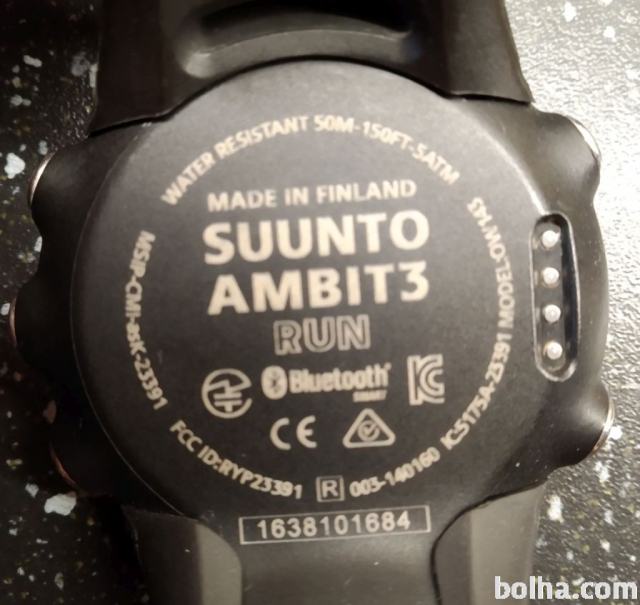 WATER RESISTANT 50M-150FT-5ATM
MADE IN FINLAND
SUUNTO
AMBIT3
RUN
Bluetooth®
SMART
CE
MSIP-CMI-asK-23391
FCC ID:RYP23391
R 003-140160
IC:5175A-23391 MODEL:OW143
1638101684
bolha.com